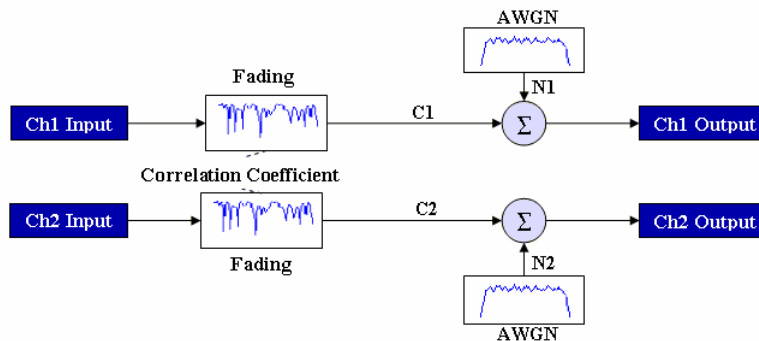 AWGN
Fading
N1
Ch1 Input
C1
Σ
Ch1 Output
Correlation Coefficient
Ch2 Input
C2
Σ
Ch2 Output
Fading
N2
AWGN